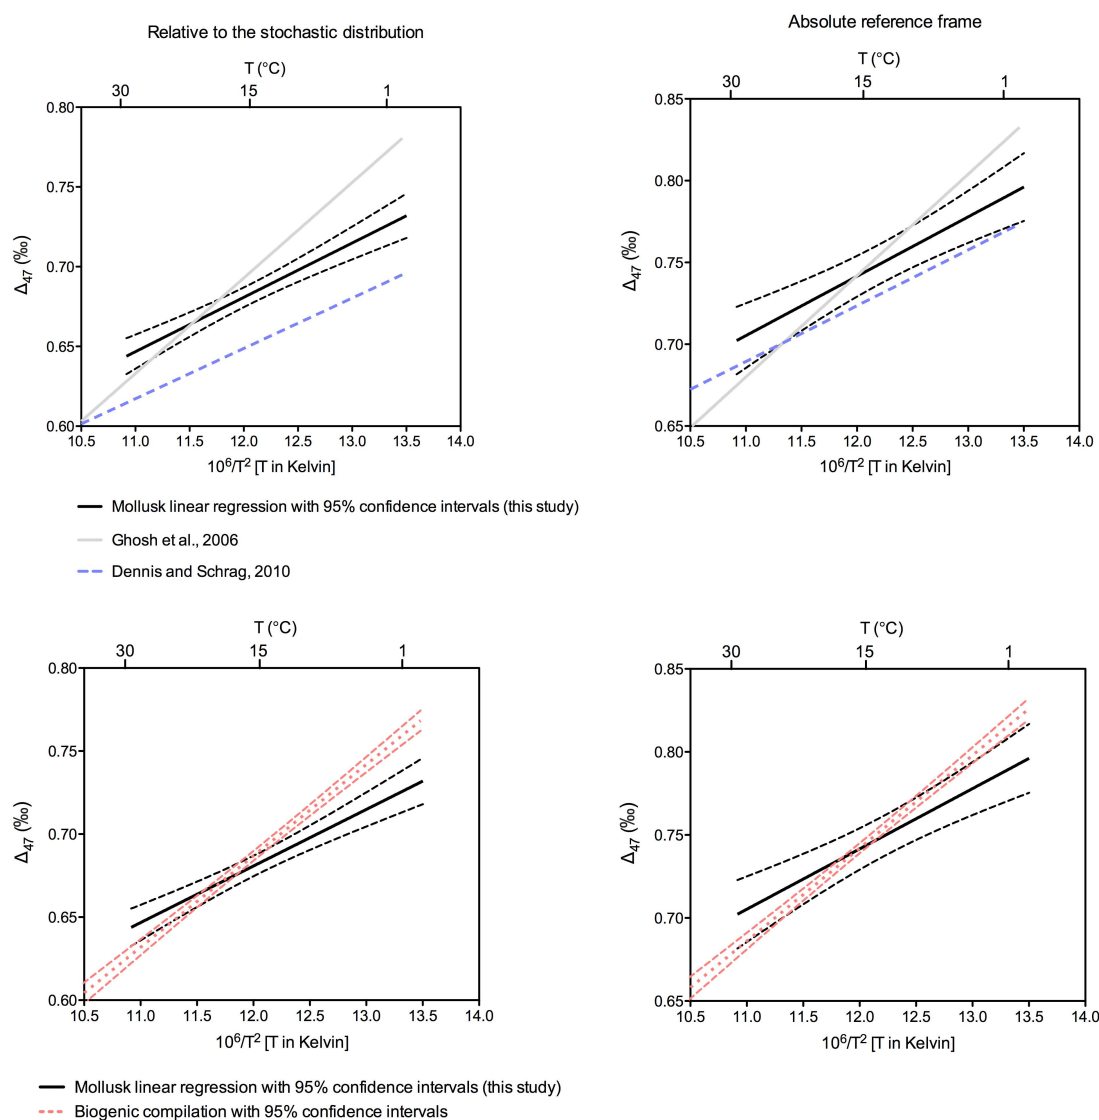 Relative to the stochastic distribution
T (°C)
30 15 1
0.80
0.75
0.70
0.65
0.60
Δ47 (‰)
10.5 11.0 11.5 12.0 12.5 13.0 13.5 14.0
10⁶/T² [T in Kelvin]
Absolute reference frame
T (°C)
30 15 1
0.85
0.80
0.75
0.70
0.65
Δ47 (‰)
10.5 11.0 11.5 12.0 12.5 13.0 13.5 14.0
10⁶/T² [T in Kelvin]
Mollusk linear regression with 95% confidence intervals (this study)
Ghosh et al., 2006
Dennis and Schrag, 2010
T (°C)
30 15 1
0.80
0.75
0.70
0.65
0.60
Δ47 (‰)
10.5 11.0 11.5 12.0 12.5 13.0 13.5 14.0
10⁶/T² [T in Kelvin]
T (°C)
30 15 1
0.85
0.80
0.75
0.70
0.65
Δ47 (‰)
10.5 11.0 11.5 12.0 12.5 13.0 13.5 14.0
10⁶/T² [T in Kelvin]
Mollusk linear regression with 95% confidence intervals (this study)
Biogenic compilation with 95% confidence intervals